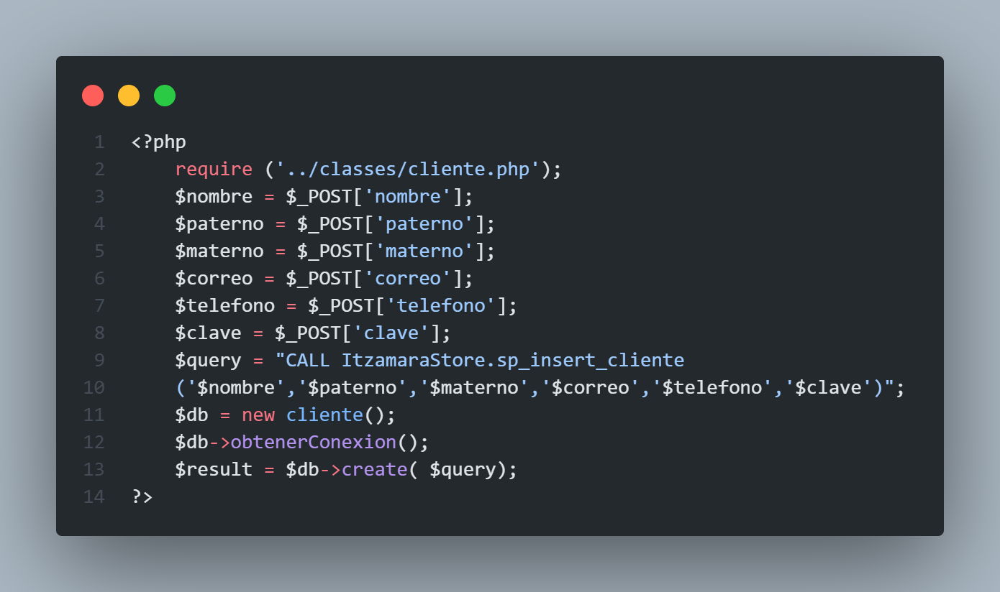 1 <?php
2     require ('../classes/cliente.php');
3     $nombre = $_POST['nombre'];
4     $paterno = $_POST['paterno'];
5     $materno = $_POST['materno'];
6     $correo = $_POST['correo'];
7     $telefono = $_POST['telefono'];
8     $clave = $_POST['clave'];
9     $query = "CALL ItzamaraStore.sp_insert_cliente
10     ('$nombre','$paterno','$materno','$correo','$telefono','$clave')";
11     $db = new cliente();
12     $db->obtenerConexion();
13     $result = $db->create( $query);
14 ?>